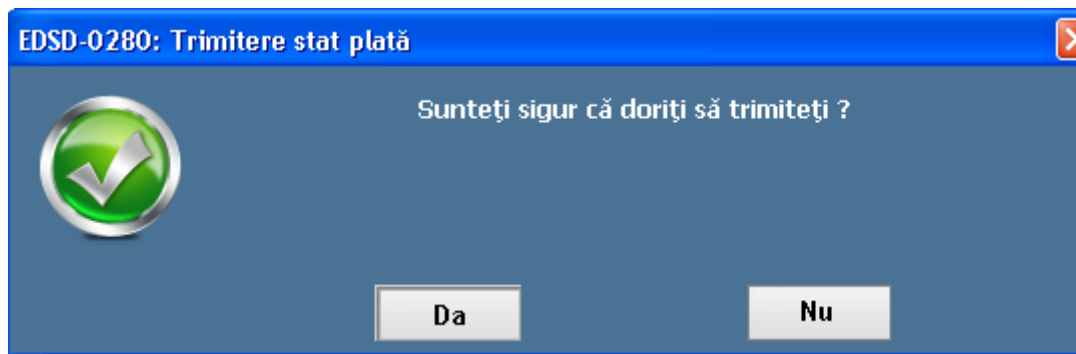 EDSD-0280: Trimitere stat plată
Sunteţi sigur că doriţi să trimiteţi ?
Da
Nu